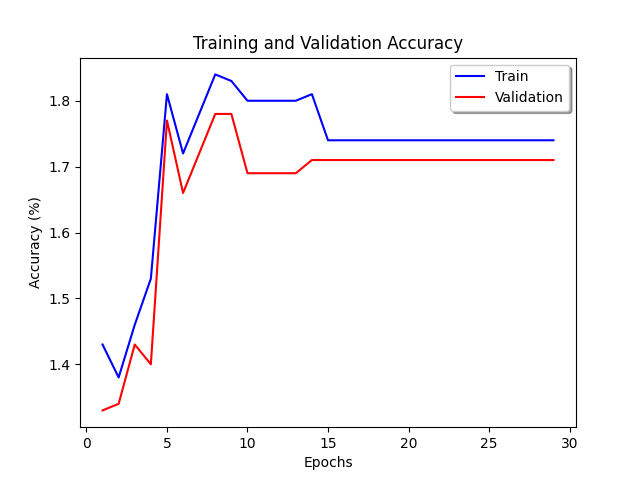 Training and Validation Accuracy
Train
Validation
Accuracy (%)
1.8
1.7
1.6
1.5
1.4
0 5 10 15 20 25 30
Epochs